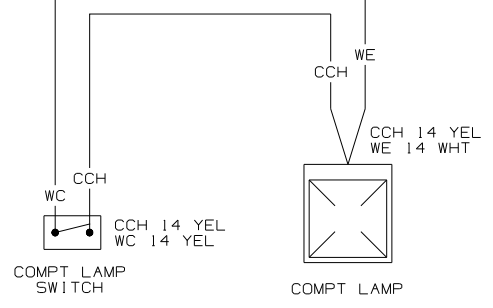 WE
CCH
CCH 14 YEL
WE 14 WHT
CCH
WC
CCH 14 YEL
WC 14 YEL
COMPT LAMP
SWITCH
COMPT LAMP